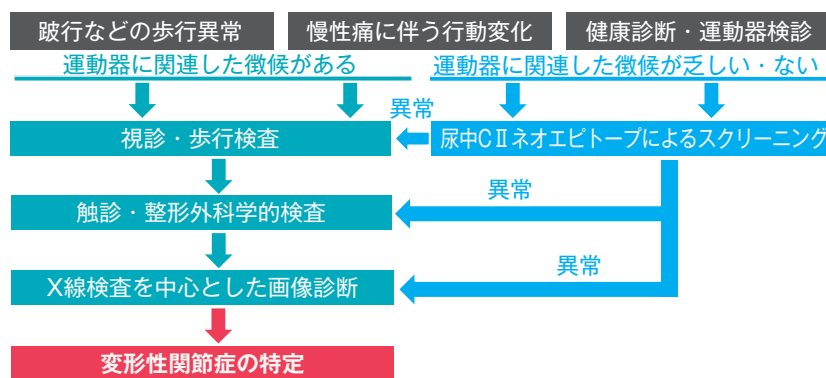 跛行などの歩行異常
慢性痛に伴う行動変化
健康診断・運動器検診
運動器に関連した徴候がある
運動器に関連した徴候が乏しい・ない
異常
視診・歩行検査
尿中CⅡネオエピトープによるスクリーニング
異常
触診・整形外科学的検査
異常
X線検査を中心とした画像診断
変形性関節症の特定